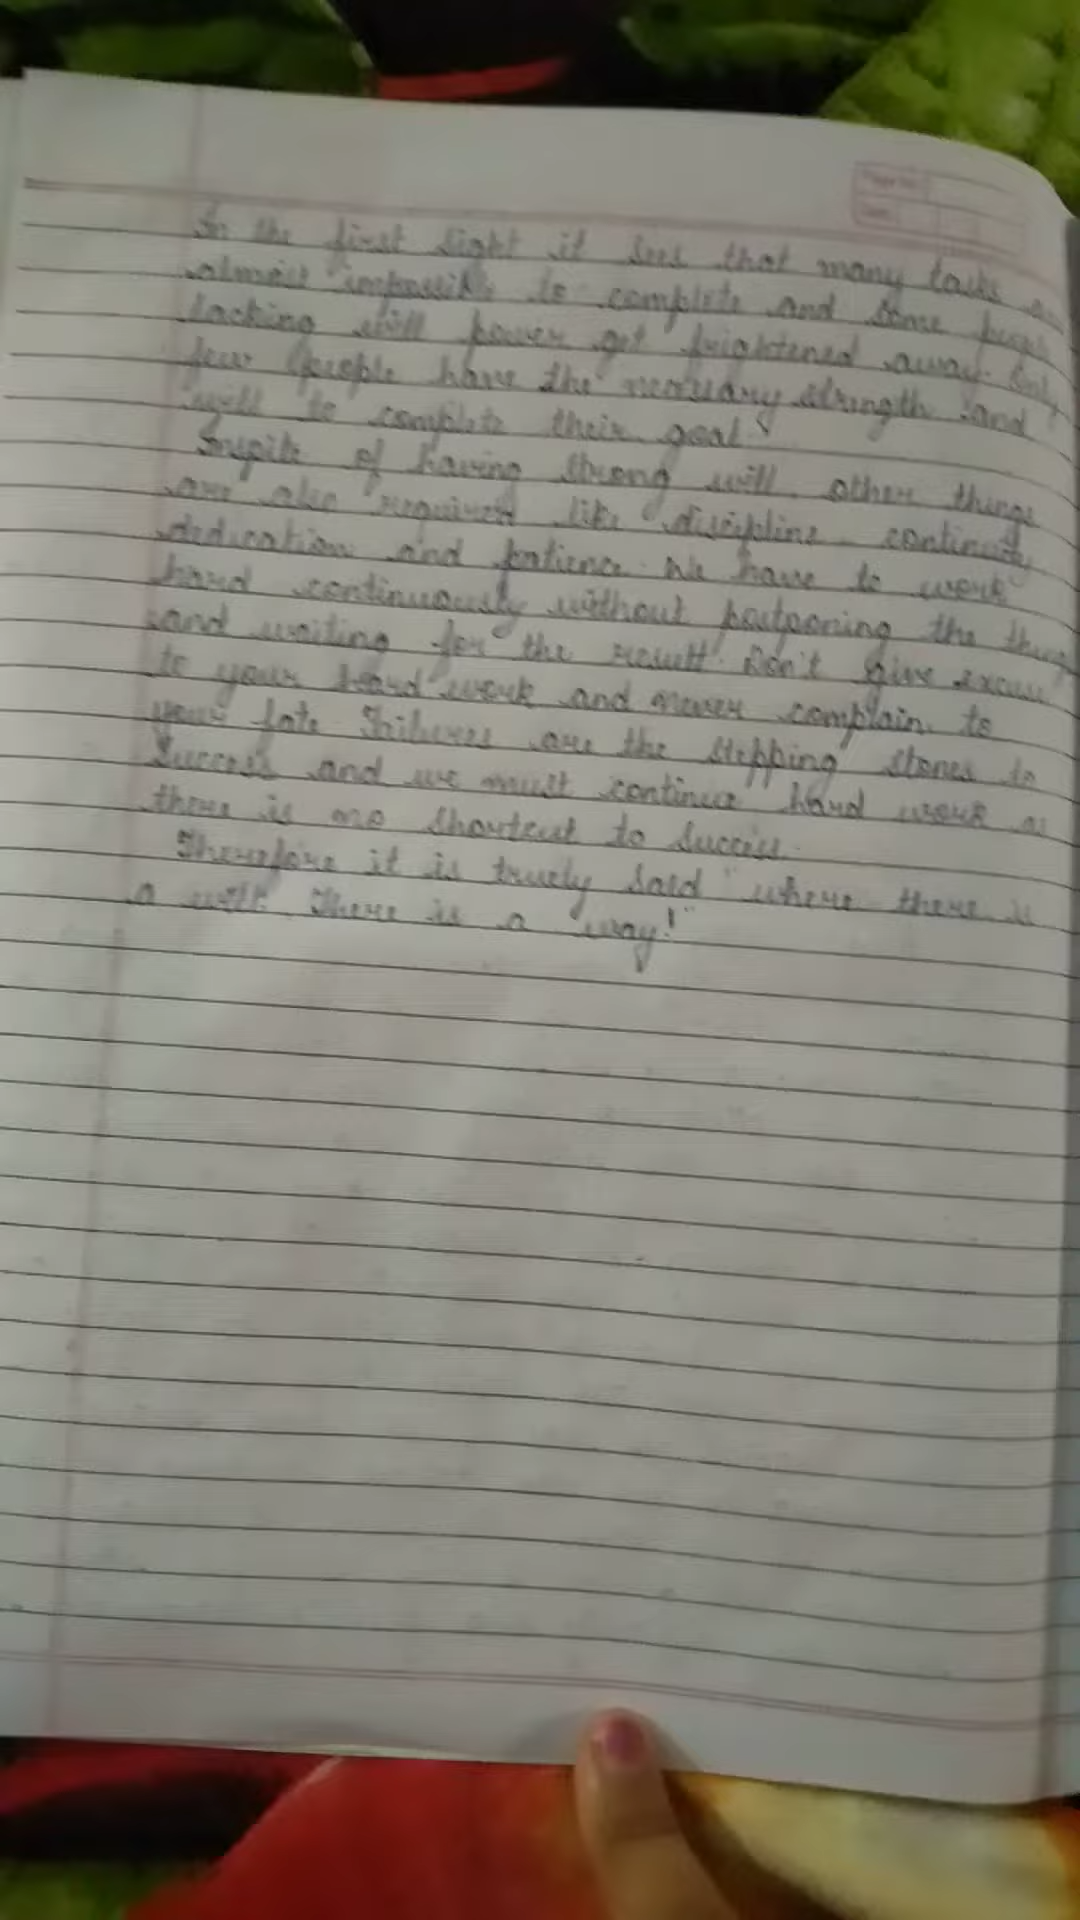 Page No.
Date
In the first sight it sees that many tasks are
almost impossible to complete and some people
lacking will power get frightened away. Only
few people have the necessary strength and
will to complete their goal.
Inspite of having strong will other things
are also required like discipline continuity
dedication and patience. We have to work
hard continuously without postponing the things
and waiting for the result. Don't give excuse
to your hard work and never complain to
your fate are the stepping stones to
Success and we must continue hard work as
there is no shortcut to success.
Therefore it is truely said "where there is
a will there is a way!"